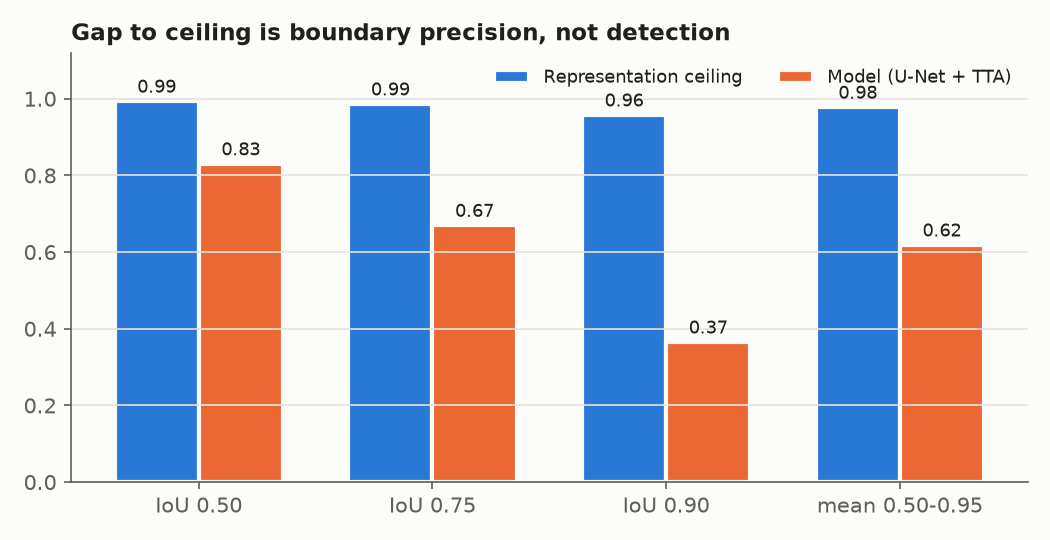 Gap to ceiling is boundary precision, not detection
Representation ceiling
Model (U-Net + TTA)
1.0
0.8
0.6
0.4
0.2
0.0
0.99
0.83
0.99
0.67
0.96
0.37
0.98
0.62
IoU 0.50
IoU 0.75
IoU 0.90
mean 0.50-0.95